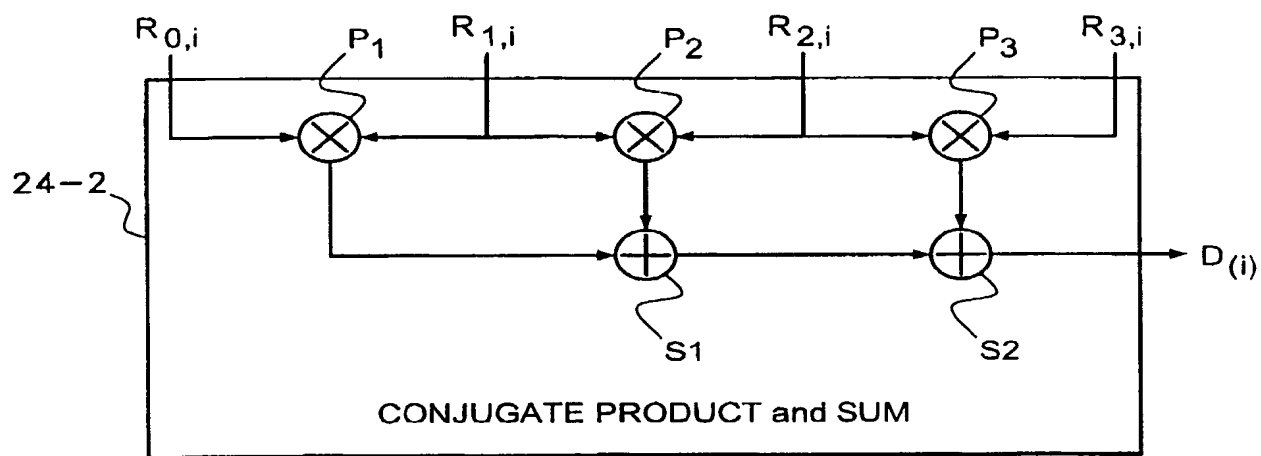 R0,i P1 R1,i P2 R2,i P3 R3,i
24-2
D(i)
S1 S2
CONJUGATE PRODUCT and SUM